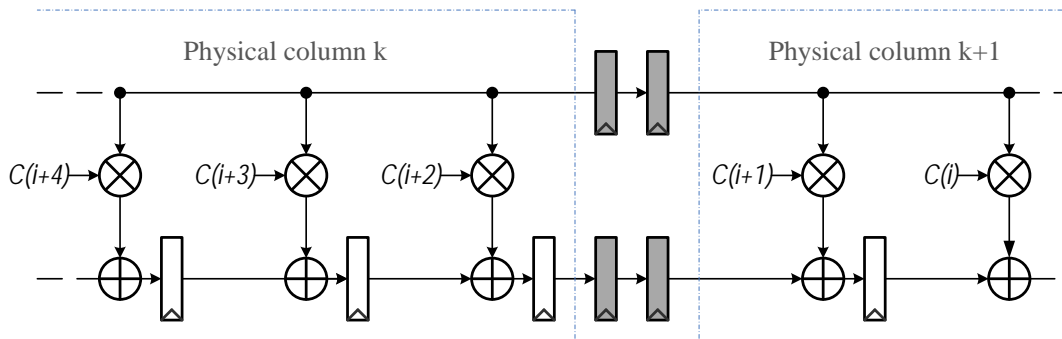 Physical column k
Physical column k+1
C(i+4)
C(i+3)
C(i+2)
C(i+1)
C(i)